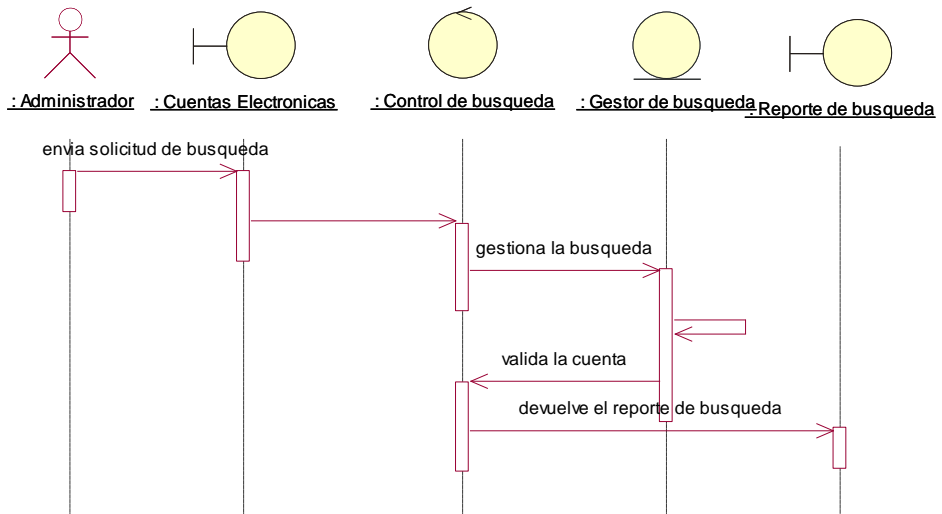 : Administrador
: Cuentas Electronicas
: Control de busqueda
: Gestor de busqueda
: Reporte de busqueda
envia solicitud de busqueda
gestiona la busqueda
valida la cuenta
devuelve el reporte de busqueda